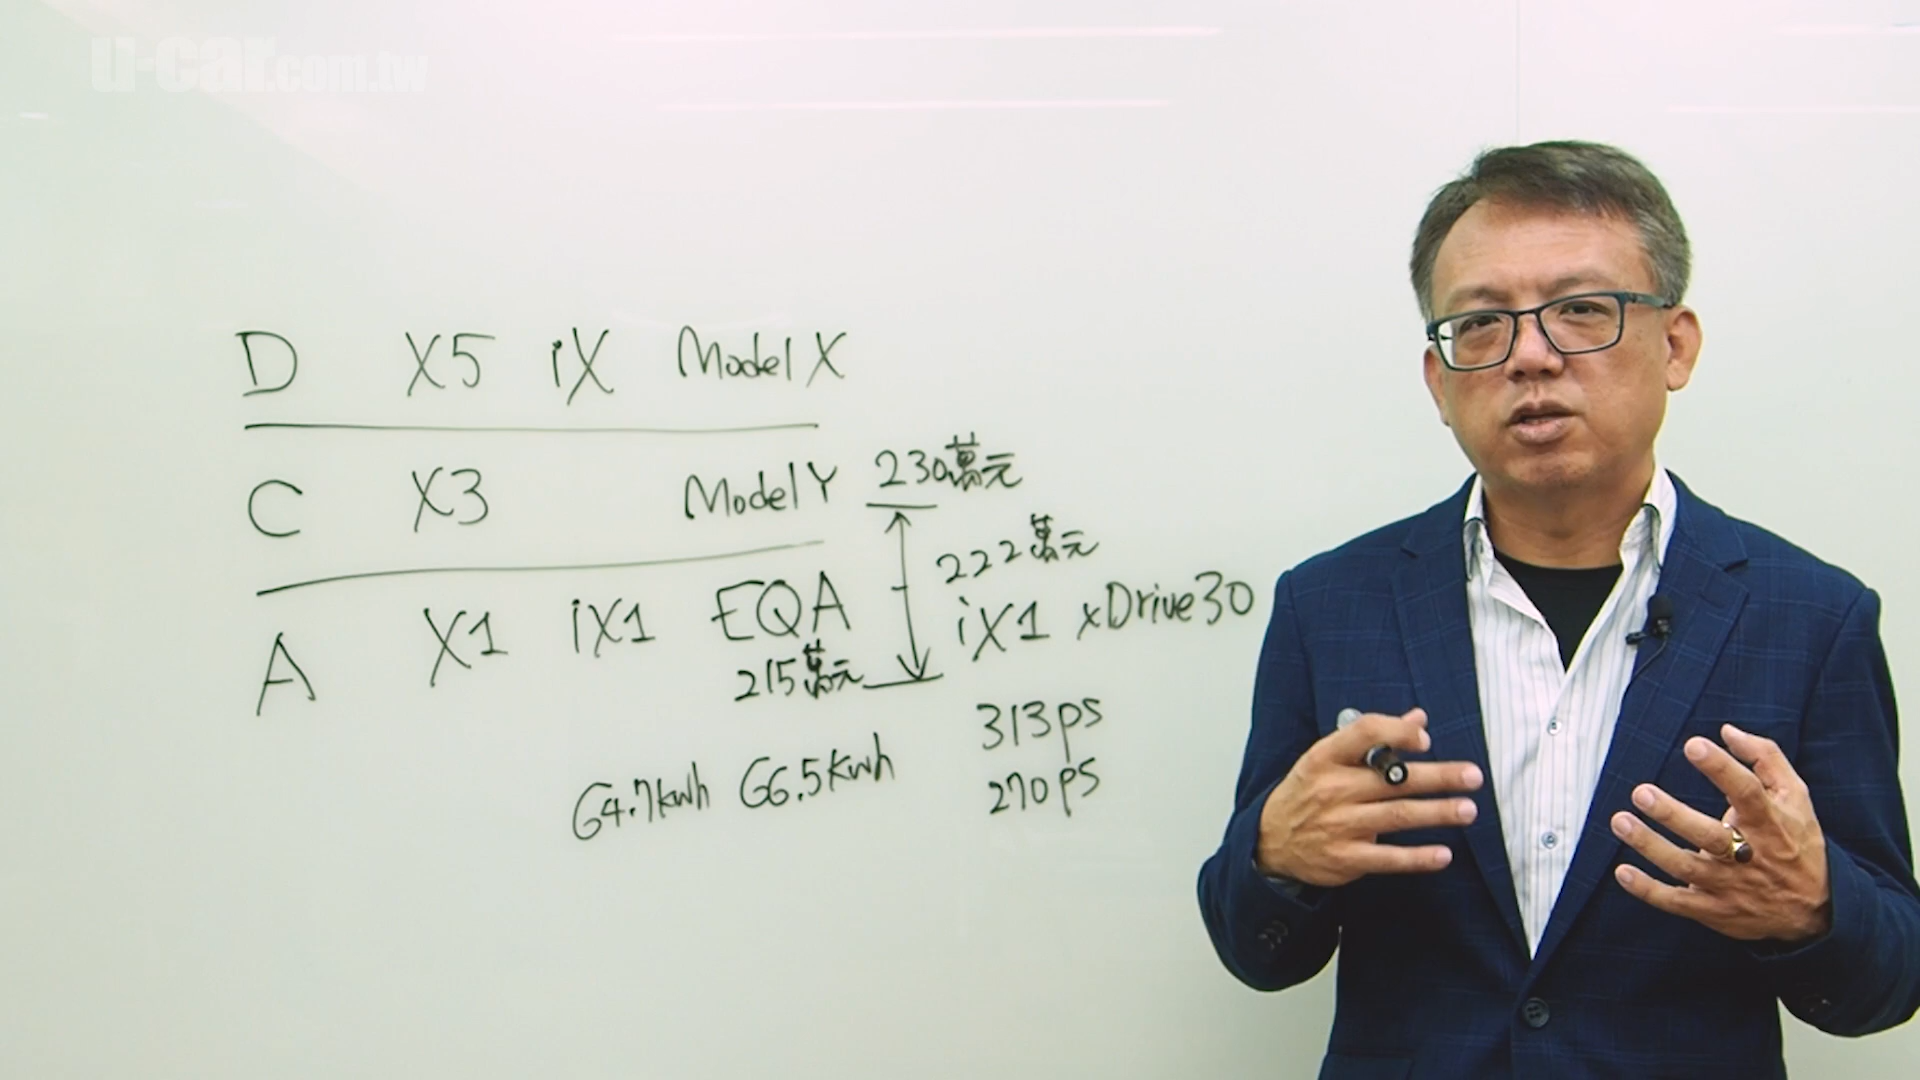 u-car.com.tw
D X5 iX Model X
C X3 Model Y 230萬元
222萬元
A X1 iX1 EQA iX1 xDrive30
215萬元
313ps
64.7kwh 66.5kwh 270ps